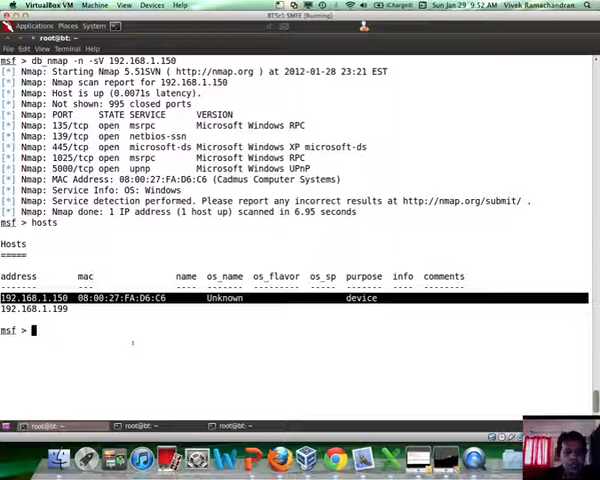 VirtualBox VM Machine View Devices Help (Charged) Sun Jan 29 9:52 AM Vivek Ramachandran
BT5r1 SMFE [Running]
Applications Places System
root@bt: ~
File Edit View Terminal Help
msf > db_nmap -n -sV 192.168.1.150
[*] Nmap: Starting Nmap 5.51SVN ( http://nmap.org ) at 2012-01-28 23:21 EST
[*] Nmap: Nmap scan report for 192.168.1.150
[*] Nmap: Host is up (0.0071s latency).
[*] Nmap: Not shown: 995 closed ports
[*] Nmap: PORT STATE SERVICE VERSION
[*] Nmap: 135/tcp open msrpc Microsoft Windows RPC
[*] Nmap: 139/tcp open netbios-ssn
[*] Nmap: 445/tcp open microsoft-ds Microsoft Windows XP microsoft-ds
[*] Nmap: 1025/tcp open msrpc Microsoft Windows RPC
[*] Nmap: 5000/tcp open upnp Microsoft Windows UPnP
[*] Nmap: MAC Address: 08:00:27:FA:D6:C6 (Cadmus Computer Systems)
[*] Nmap: Service Info: OS: Windows
[*] Nmap: Service detection performed. Please report any incorrect results at http://nmap.org/submit/ .
[*] Nmap: Nmap done: 1 IP address (1 host up) scanned in 6.95 seconds
msf > hosts
Hosts
=====
address mac name os_name os_flavor os_sp purpose info comments
------- --- ---- ------- --------- ----- ------- ---- --------
192.168.1.150 08:00:27:FA:D6:C6 Unknown device
192.168.1.199
msf >
root@bt: ~ root@bt: ~ root@bt: ~